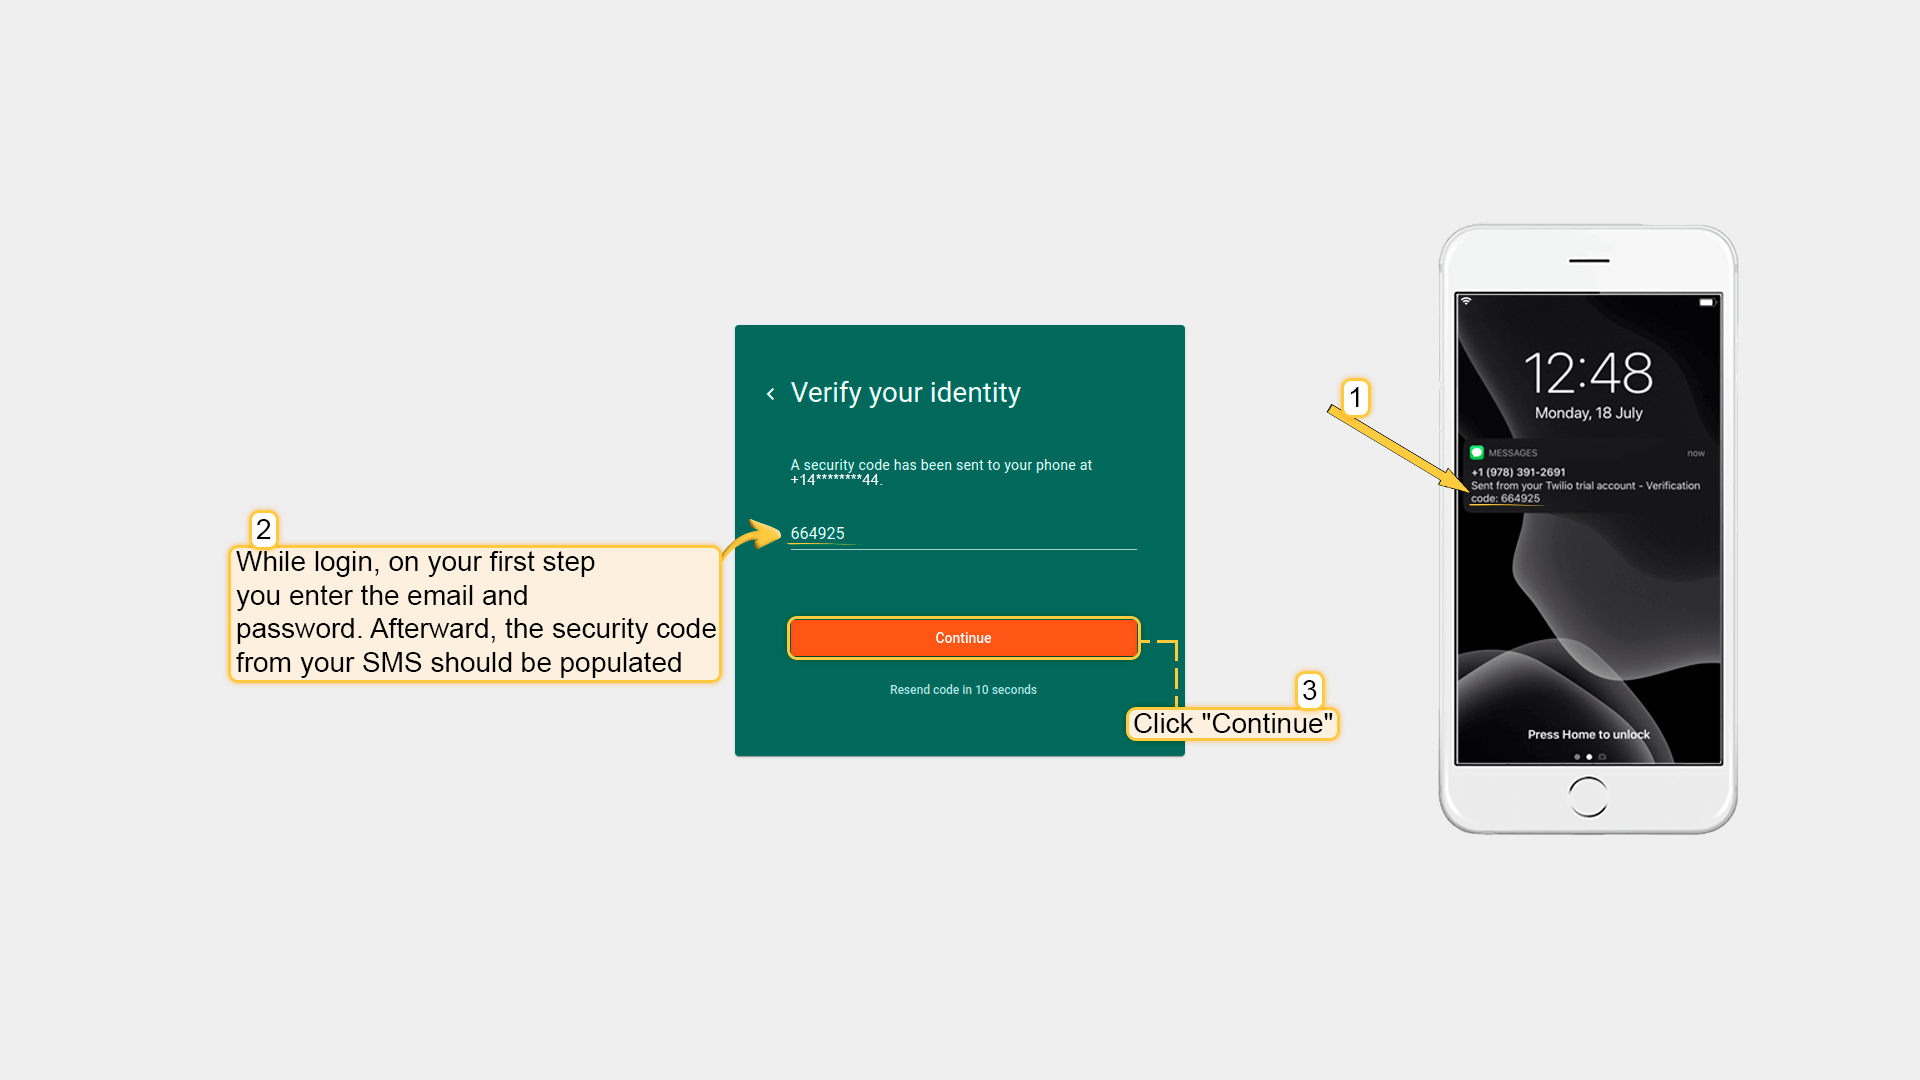 Verify your identity
A security code has been sent to your phone at
+14********44.
664925
Continue
Resend code in 10 seconds
2
While login, on your first step
you enter the email and
password. Afterward, the security code
from your SMS should be populated
3
Click "Continue"
1
12:48
Monday, 18 July
MESSAGES now
+1 (978) 391-2691
Sent from your Twilio trial account - Verification
code: 664925
Press Home to unlock